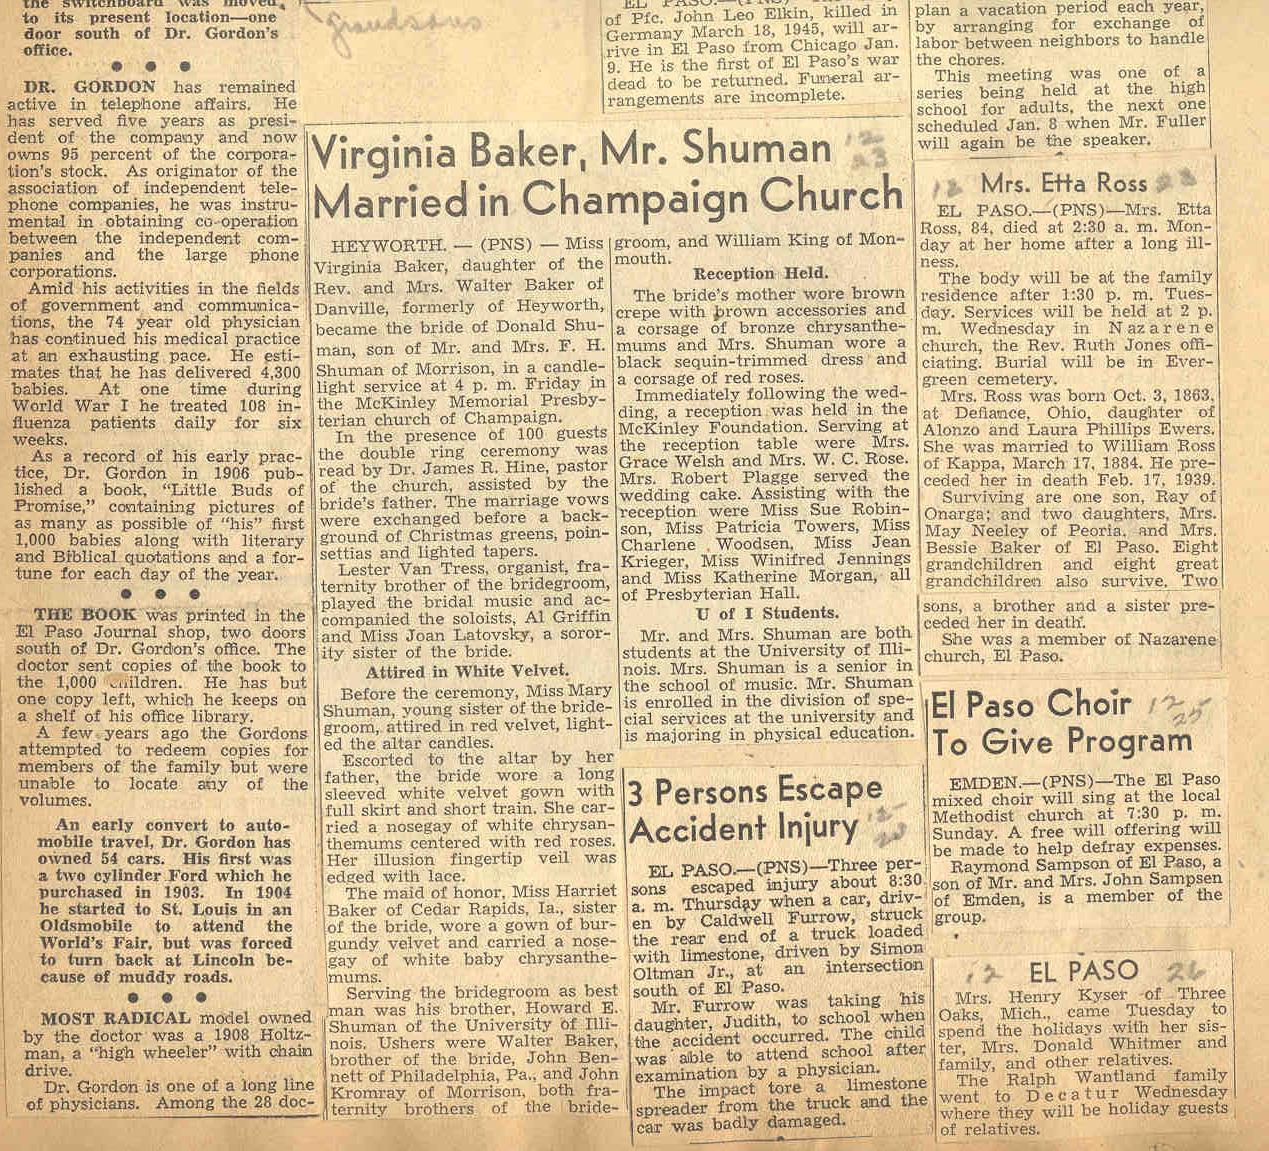 the switchboard was moved,
to its present location—one
door south of Dr. Gordon's
office.
● ● ●
DR. GORDON has remained
active in telephone affairs. He
has served five years as presi-
dent of the company and now
owns 95 percent of the corpora-
tion's stock. As originator of the
association of independent tele-
phone companies, he was instru-
mental in obtaining co-operation
between the independent com-
panies and the large phone
corporations.
Amid his activities in the fields
of government and communica-
tions, the 74 year old physician
has continued his medical practice
at an exhausting pace. He esti-
mates that he has delivered 4,300
babies. At one time during
World War I he treated 108 in-
fluenza patients daily for six
weeks.
As a record of his early prac-
tice, Dr. Gordon in 1906 pub-
lished a book, "Little Buds of
Promise," containing pictures of
as many as possible of "his" first
1,000 babies along with literary
and Biblical quotations and a for-
tune for each day of the year.
● ● ●
THE BOOK was printed in the
El Paso Journal shop, two doors
south of Dr. Gordon's office. The
doctor sent copies of the book to
the 1,000 children. He has but
one copy left, which he keeps on
a shelf of his office library.
A few years ago the Gordons
attempted to redeem copies for
members of the family but were
unable to locate any of the
volumes.
An early convert to auto-
mobile travel, Dr. Gordon has
owned 54 cars. His first was
a two cylinder Ford which he
purchased in 1903. In 1904
he started to St. Louis in an
Oldsmobile to attend the
World's Fair, but was forced
to turn back at Lincoln be-
cause of muddy roads.
● ● ●
MOST RADICAL model owned
by the doctor was a 1908 Holtz-
man, a "high wheeler" with chain
drive.
Dr. Gordon is one of a long line
of physicians. Among the 28 doc-
grandsons
EL PASO.—(PNS)
of Pfc. John Leo Elkin, killed in
Germany March 18, 1945, will ar-
rive in El Paso from Chicago Jan.
9. He is the first of El Paso's war
dead to be returned. Funeral ar-
rangements are incomplete.
Virginia Baker, Mr. Shuman 12
23
Married in Champaign Church
HEYWORTH. — (PNS) — Miss
Virginia Baker, daughter of the
Rev. and Mrs. Walter Baker of
Danville, formerly of Heyworth,
became the bride of Donald Shu-
man, son of Mr. and Mrs. F. H.
Shuman of Morrison, in a candle-
light service at 4 p. m. Friday in
the McKinley Memorial Presby-
terian church of Champaign.
In the presence of 100 guests
the double ring ceremony was
read by Dr. James R. Hine, pastor
of the church, assisted by the
bride's father. The marriage vows
were exchanged before a back-
ground of Christmas greens, poin-
settias and lighted tapers.
Lester Van Tress, organist, fra-
ternity brother of the bridegroom,
played the bridal music and ac-
companied the soloists, Al Griffin
and Miss Joan Latovsky, a soror-
ity sister of the bride.
Attired in White Velvet.
Before the ceremony, Miss Mary
Shuman, young sister of the bride-
groom, attired in red velvet, light-
ed the altar candles.
Escorted to the altar by her
father, the bride wore a long
sleeved white velvet gown with
full skirt and short train. She car-
ried a nosegay of white chrysan-
themums centered with red roses.
Her illusion fingertip veil was
edged with lace.
The maid of honor, Miss Harriet
Baker of Cedar Rapids, Ia., sister
of the bride, wore a gown of bur-
gundy velvet and carried a nose-
gay of white baby chrysanthe-
mums.
Serving the bridegroom as best
man was his brother, Howard E.
Shuman of the University of Illi-
nois. Ushers were Walter Baker,
brother of the bride, John Ben-
nett of Philadelphia, Pa., and John
Kromray of Morrison, both fra-
ternity brothers of the bride-
groom, and William King of Mon-
mouth.
Reception Held.
The bride's mother wore brown
crepe with brown accessories and
a corsage of bronze chrysanthe-
mums and Mrs. Shuman wore a
black sequin-trimmed dress and
a corsage of red roses.
Immediately following the wed-
ding, a reception was held in the
McKinley Foundation. Serving at
the reception table were Mrs.
Grace Welsh and Mrs. W. C. Rose.
Mrs. Robert Plagge served the
wedding cake. Assisting with the
reception were Miss Sue Robin-
son, Miss Patricia Towers, Miss
Charlene Woodsen, Miss Jean
Krieger, Miss Winifred Jennings
and Miss Katherine Morgan, all
of Presbyterian Hall.
U of I Students.
Mr. and Mrs. Shuman are both
students at the University of Illi-
nois. Mrs. Shuman is a senior in
the school of music. Mr. Shuman
is enrolled in the division of spe-
cial services at the university and
is majoring in physical education.
3 Persons Escape
Accident Injury 12
EL PASO.—(PNS)—Three per-
sons escaped injury about 8:30
a. m. Thursday when a car, driv-
en by Caldwell Furrow, struck
the rear end of a truck loaded
with limestone, driven by Simon
Oltman Jr., at an intersection
south of El Paso.
Mr. Furrow was taking his
daughter, Judith, to school when
the accident occurred. The child
was able to attend school after
examination by a physician.
The impact tore a limestone
spreader from the truck and the
car was badly damaged.
plan a vacation period each year,
by arranging for exchange of
labor between neighbors to handle
the chores.
This meeting was one of a
series being held at the high
school for adults, the next one
scheduled Jan. 8 when Mr. Fuller
will again be the speaker.
12 Mrs. Etta Ross 23
EL PASO.—(PNS)—Mrs. Etta
Ross, 84, died at 2:30 a. m. Mon-
day at her home after a long ill-
ness.
The body will be at the family
residence after 1:30 p. m. Tues-
day. Services will be held at 2 p.
m. Wednesday in Nazarene
church, the Rev. Ruth Jones offi-
ciating. Burial will be in Ever-
green cemetery.
Mrs. Ross was born Oct. 3, 1863,
at Defiance, Ohio, daughter of
Alonzo and Laura Phillips Ewers.
She was married to William Ross
of Kappa, March 17, 1884. He pre-
ceded her in death Feb. 17, 1939.
Surviving are one son, Ray of
Onarga; and two daughters, Mrs.
May Neeley of Peoria, and Mrs.
Bessie Baker of El Paso. Eight
grandchildren and eight great
grandchildren also survive. Two
sons, a brother and a sister pre-
ceded her in death.
She was a member of Nazarene
church, El Paso.
El Paso Choir 12
25
To Give Program
EMDEN.—(PNS)—The El Paso
mixed choir will sing at the local
Methodist church at 7:30 p. m.
Sunday. A free will offering will
be made to help defray expenses.
Raymond Sampson of El Paso, a
son of Mr. and Mrs. John Sampsen
of Emden, is a member of the
group.
12 EL PASO 26
Mrs. Henry Kyser of Three
Oaks, Mich., came Tuesday to
spend the holidays with her sis-
ter, Mrs. Donald Whitmer and
family, and other relatives.
The Ralph Wantland family
went to Decatur Wednesday
where they will be holiday guests
of relatives.